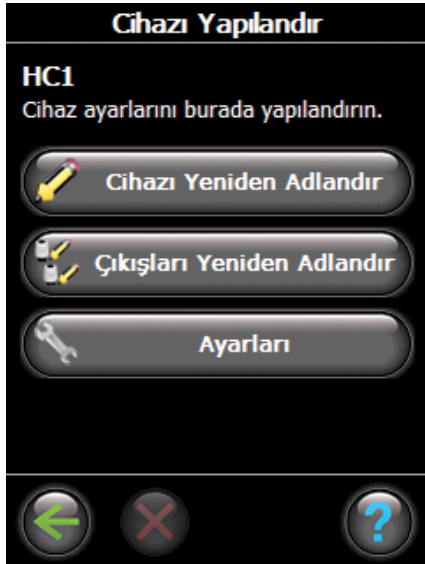 Cihazı Yapılandır
HC1
Cihaz ayarlarını burada yapılandırın.
Cihazı Yeniden Adlandır
Çıkışları Yeniden Adlandır
Ayarları
?